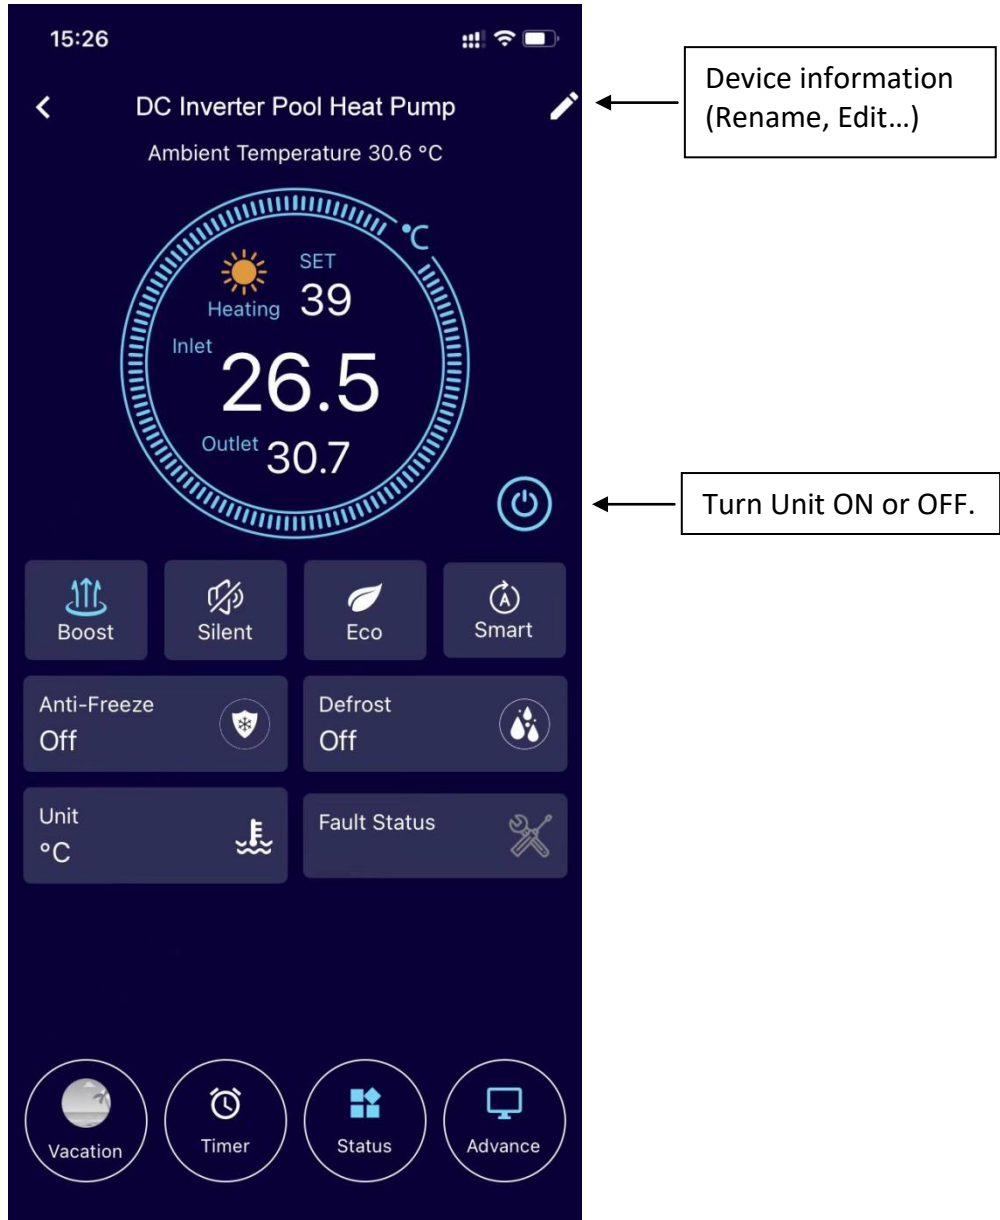 15:26
DC Inverter Pool Heat Pump
Device information
(Rename, Edit…)
Ambient Temperature 30.6 °C
°C
SET
39
Heating
Inlet
26.5
Outlet
30.7
Turn Unit ON or OFF.
Boost
Silent
Eco
A
Smart
Anti-Freeze
Off
Defrost
Off
Unit
°C
Fault Status
Vacation
Timer
Status
Advance